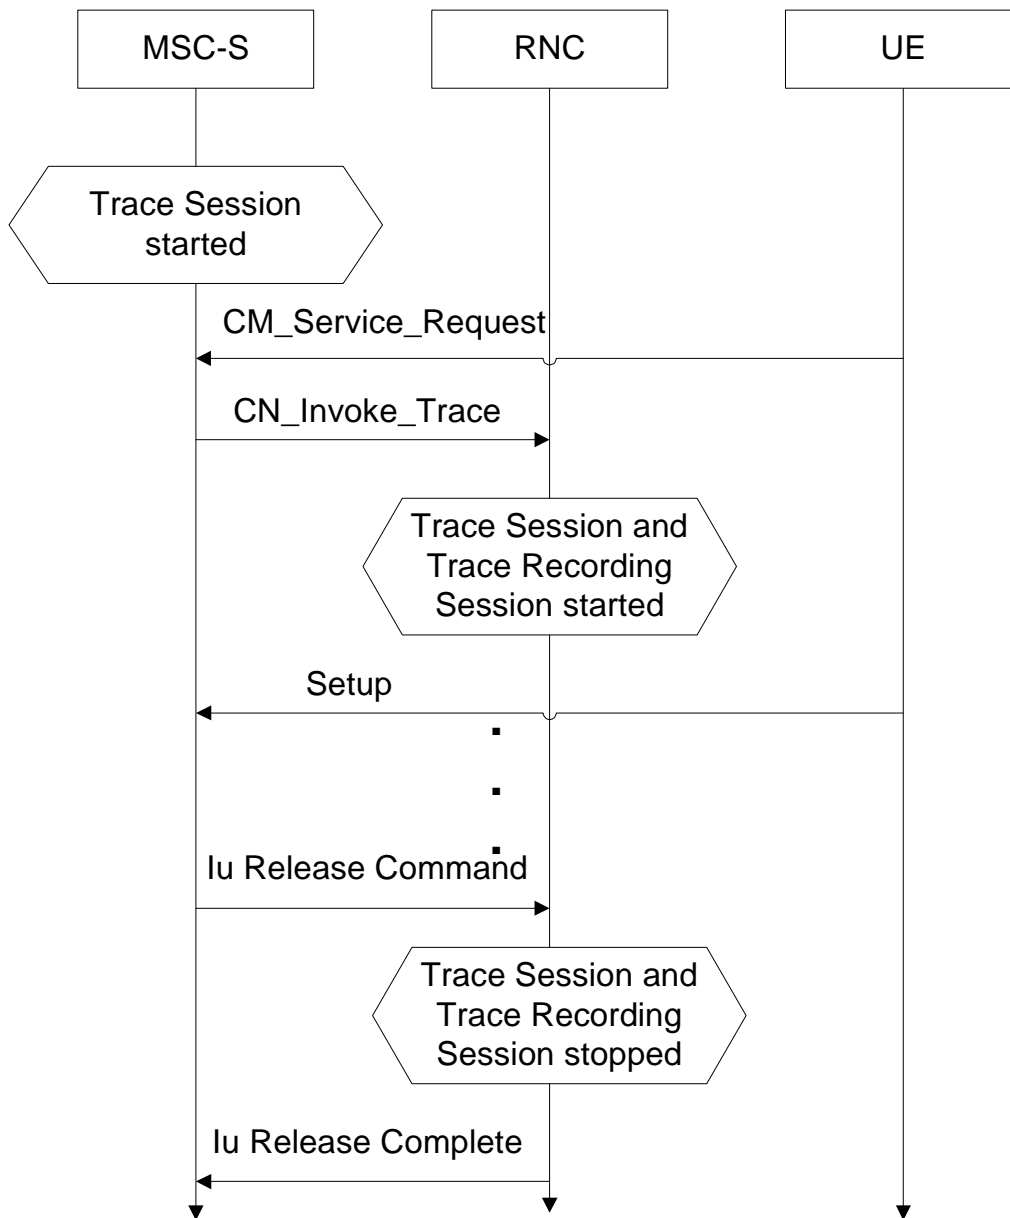 MSC-S
RNC
UE
Trace Session
started
CM_Service_Request
CN_Invoke_Trace
Trace Session and
Trace Recording
Session started
Setup
Iu Release Command
Trace Session and
Trace Recording
Session stopped
Iu Release Complete